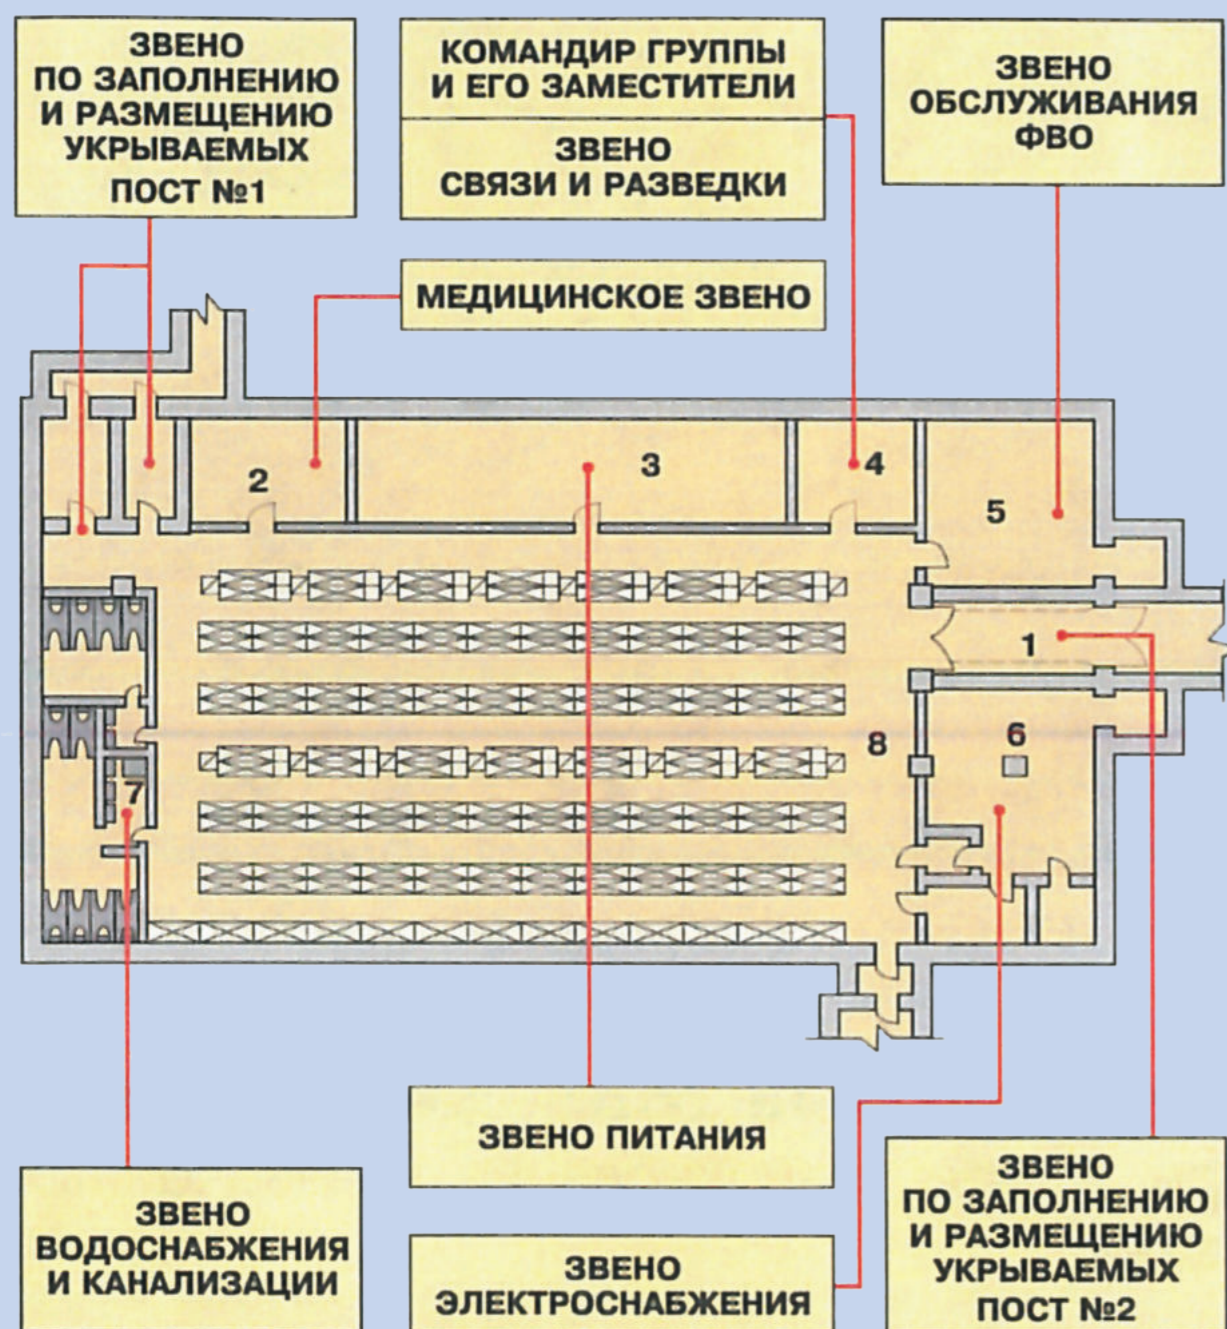 ЗВЕНО
ПО ЗАПОЛНЕНИЮ
И РАЗМЕЩЕНИЮ
УКРЫВАЕМЫХ
ПОСТ №1
КОМАНДИР ГРУППЫ
И ЕГО ЗАМЕСТИТЕЛИ
ЗВЕНО
СВЯЗИ И РАЗВЕДКИ
ЗВЕНО
ОБСЛУЖИВАНИЯ
ФВО
МЕДИЦИНСКОЕ ЗВЕНО
2
3
4
5
1
6
8
7
ЗВЕНО ПИТАНИЯ
ЗВЕНО
ВОДОСНАБЖЕНИЯ
И КАНАЛИЗАЦИИ
ЗВЕНО
ЭЛЕКТРОСНАБЖЕНИЯ
ЗВЕНО
ПО ЗАПОЛНЕНИЮ
И РАЗМЕЩЕНИЮ
УКРЫВАЕМЫХ
ПОСТ №2